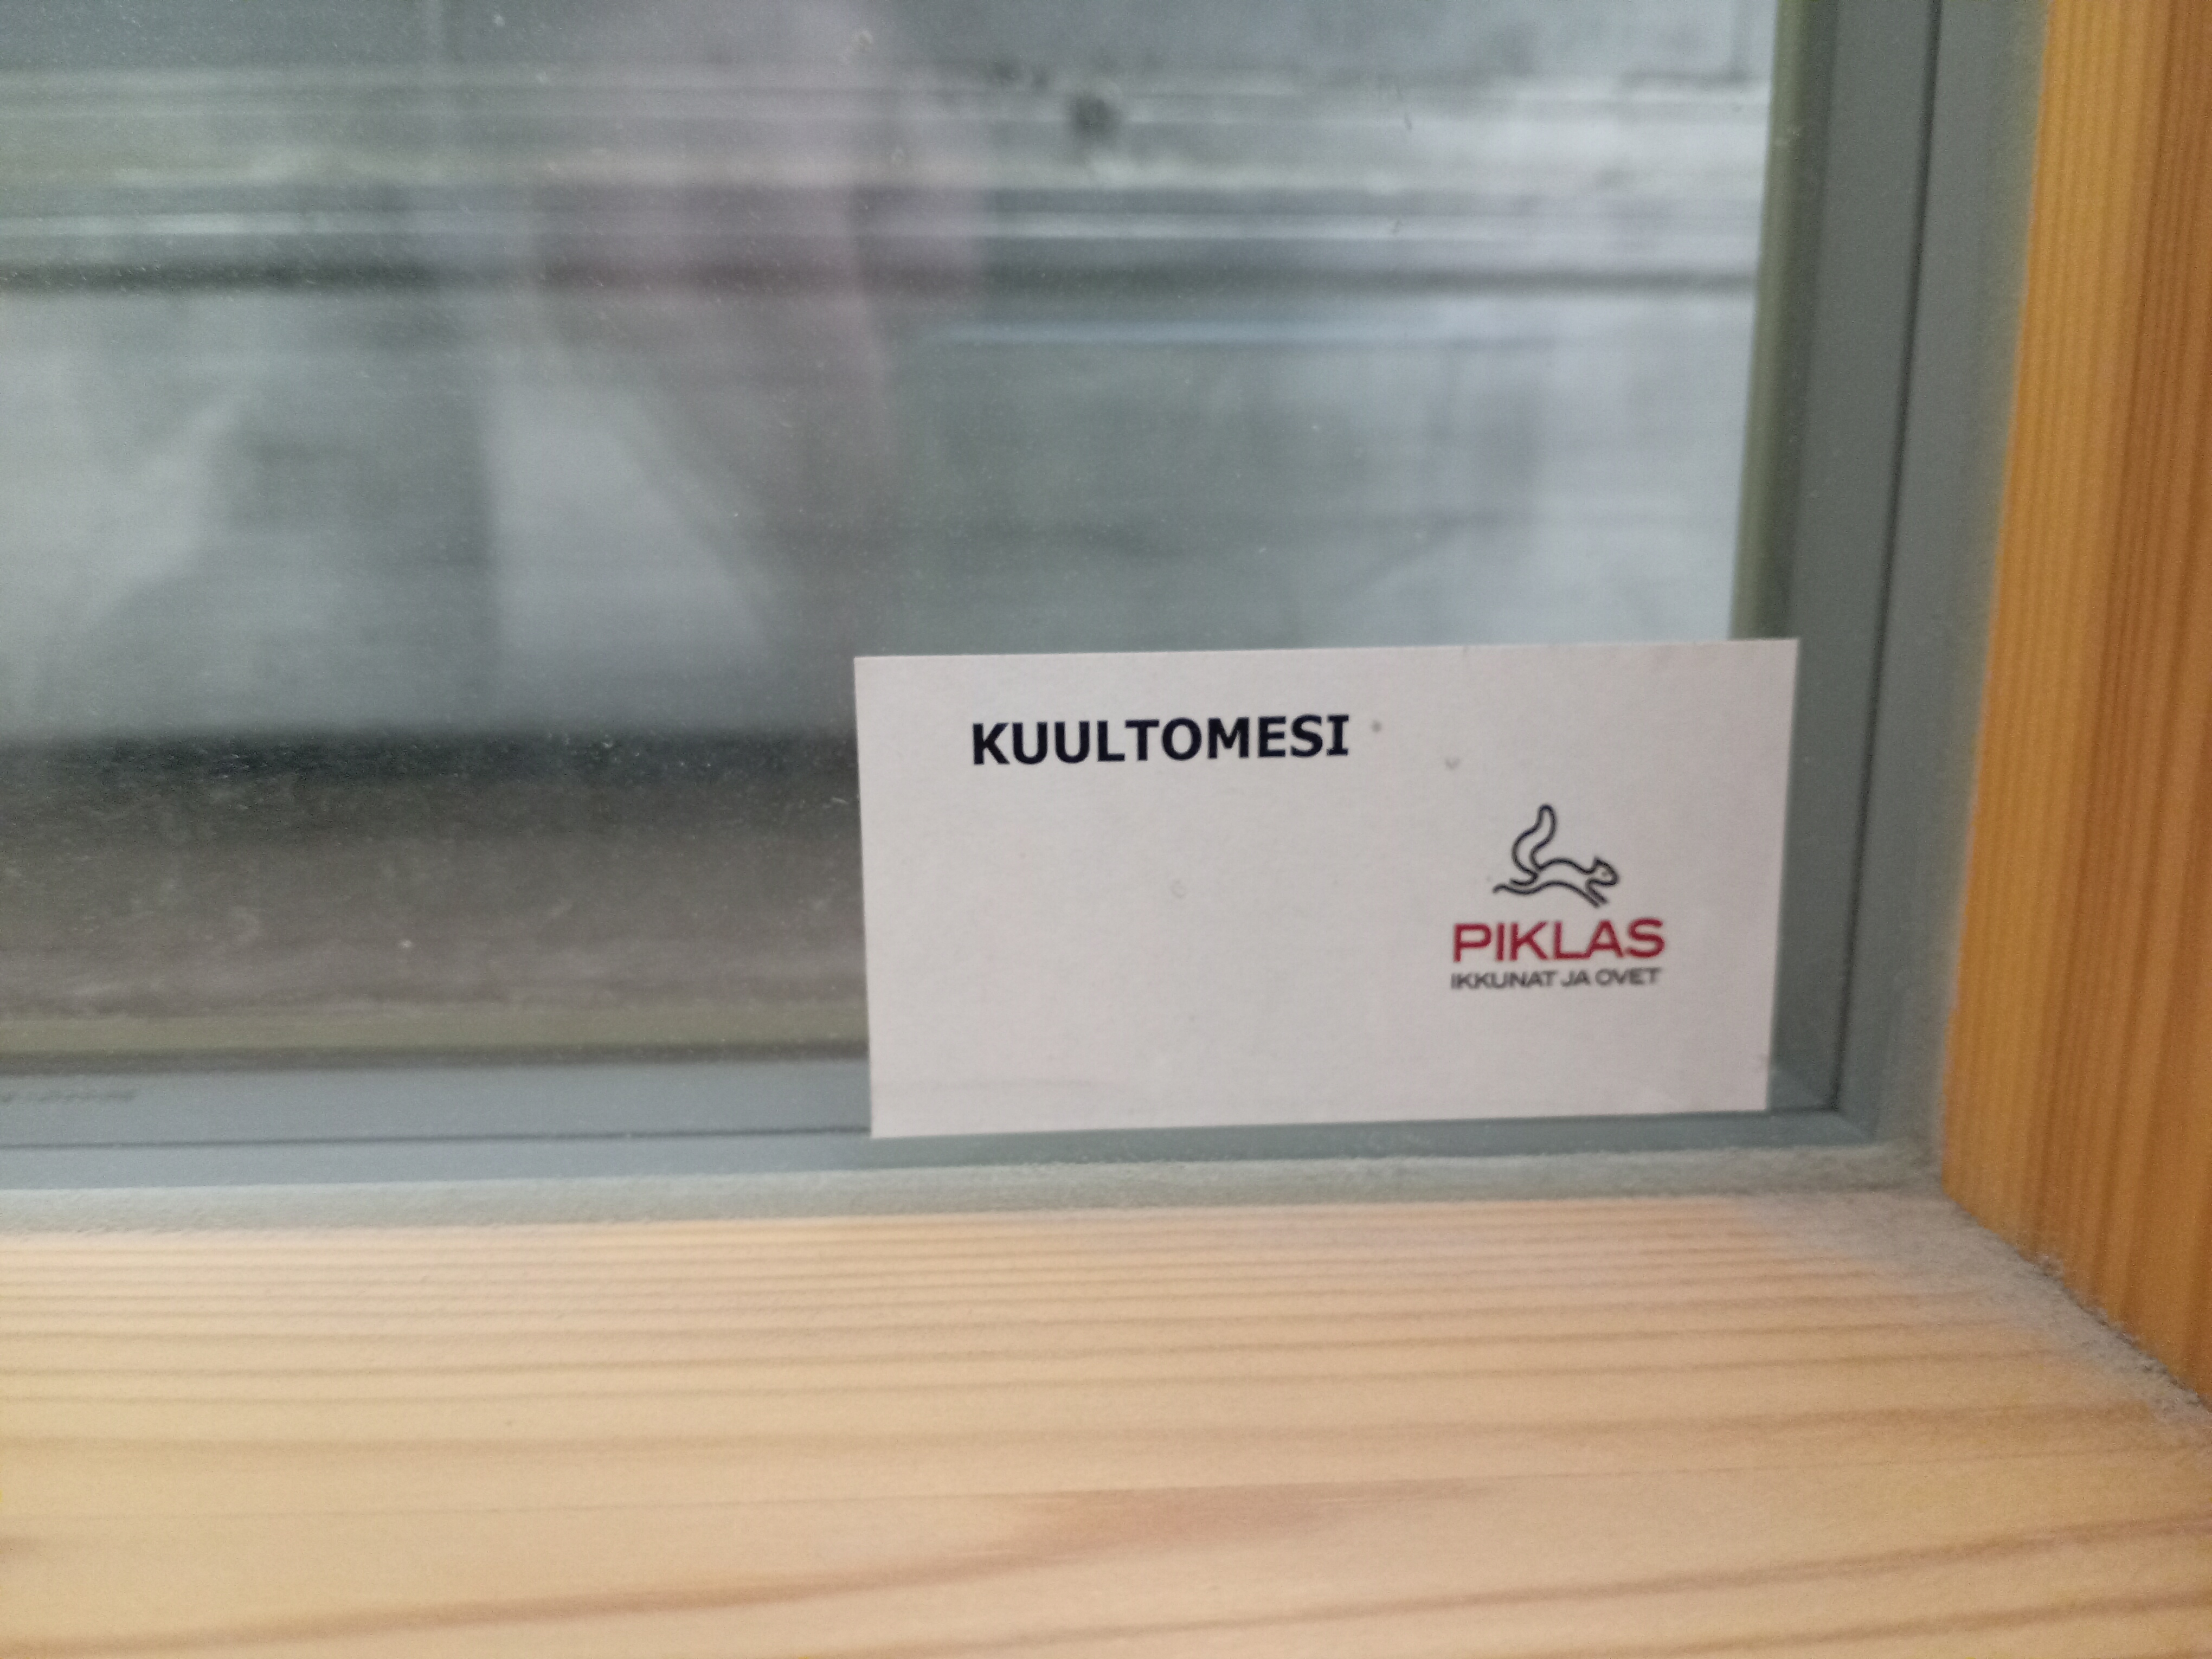 KUULTOMESI
PIKLAS
IKKUNAT JA OVET